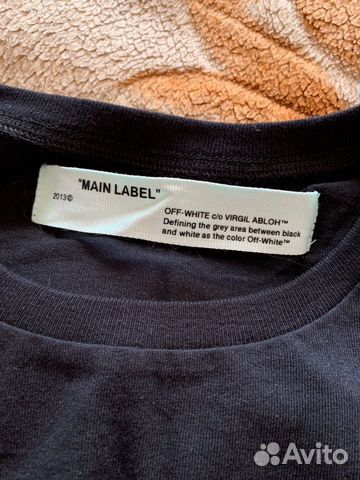 "MAIN LABEL"
2013©
OFF-WHITE c/o VIRGIL ABLOH™
Defining the grey area between black
and white as the color Off-White™
Avito